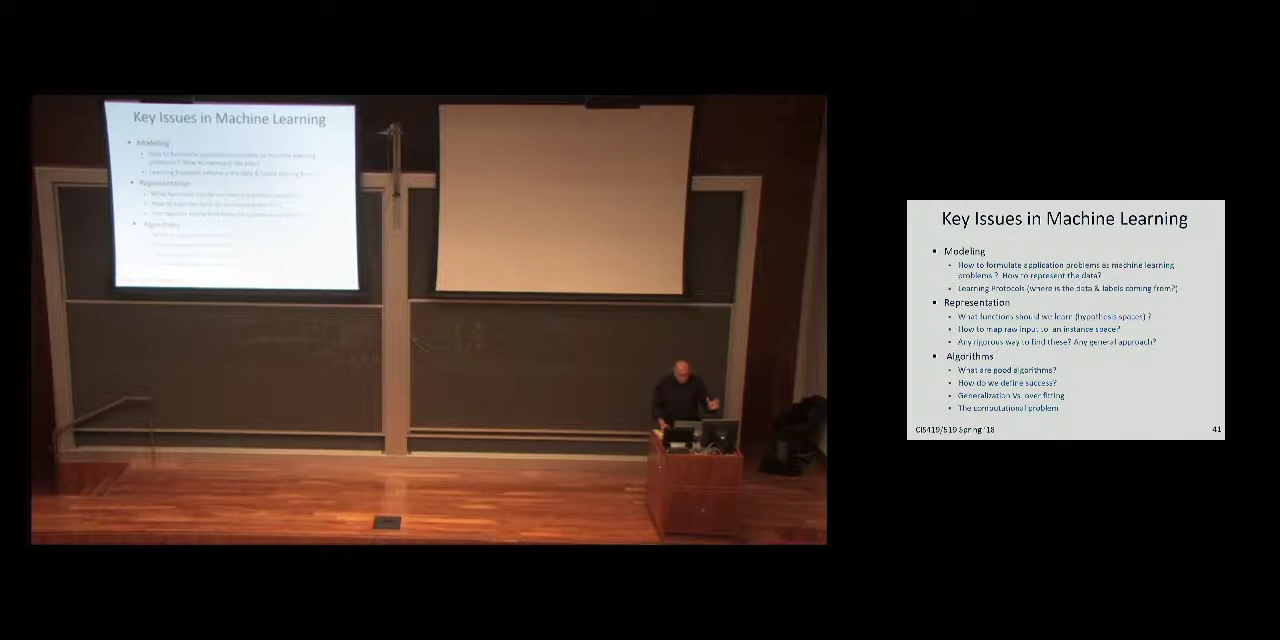 Key Issues in Machine Learning
Modeling
Representation
Algorithms
Key Issues in Machine Learning
▪ Modeling
• How to formulate application problems as machine learning
problems ? How to represent the data?
• Learning Protocols (where is the data & labels coming from?)
▪ Representation
• What functions should we learn (hypothesis spaces) ?
• How to map raw input to an instance space?
• Any rigorous way to find these? Any general approach?
▪ Algorithms
• What are good algorithms?
• How do we define success?
• Generalization Vs. over fitting
• The computational problem
CIS419/519 Spring '18
41